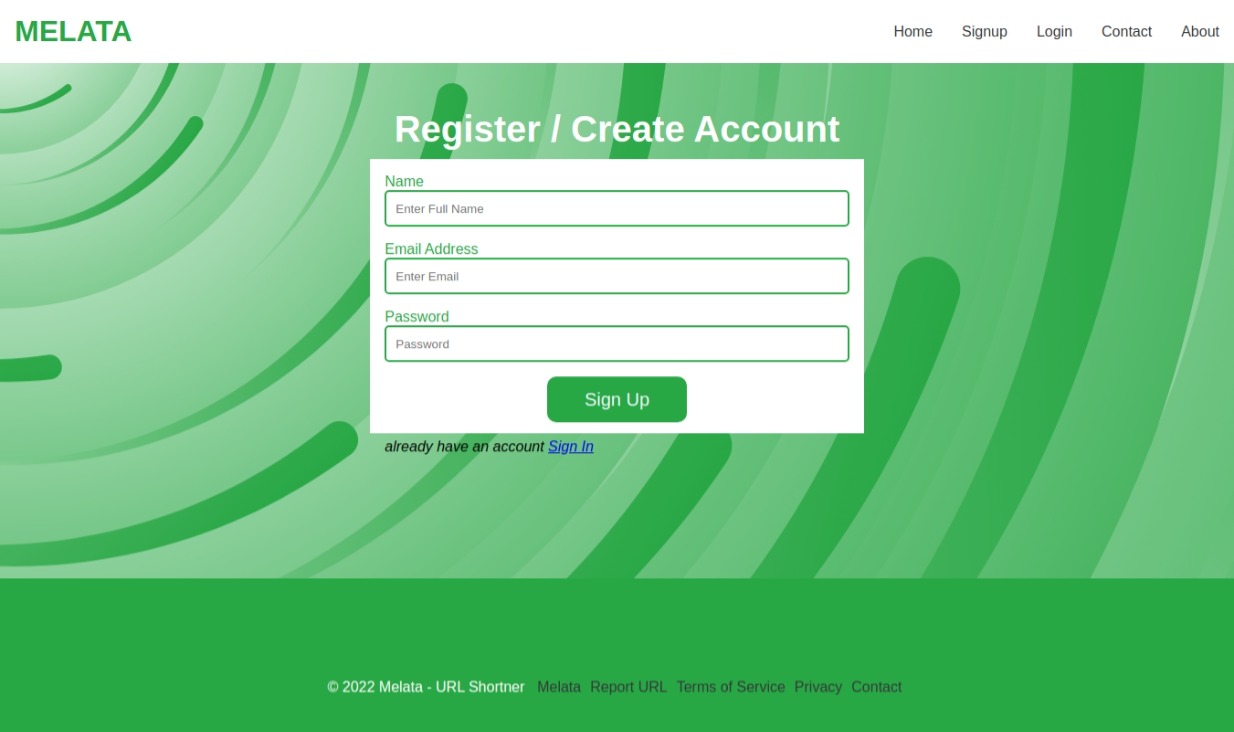 MELATA
Home Signup Login Contact About
Register / Create Account
Name
Enter Full Name
Email Address
Enter Email
Password
Password
Sign Up
already have an account Sign In
© 2022 Melata - URL Shortner Melata Report URL Terms of Service Privacy Contact